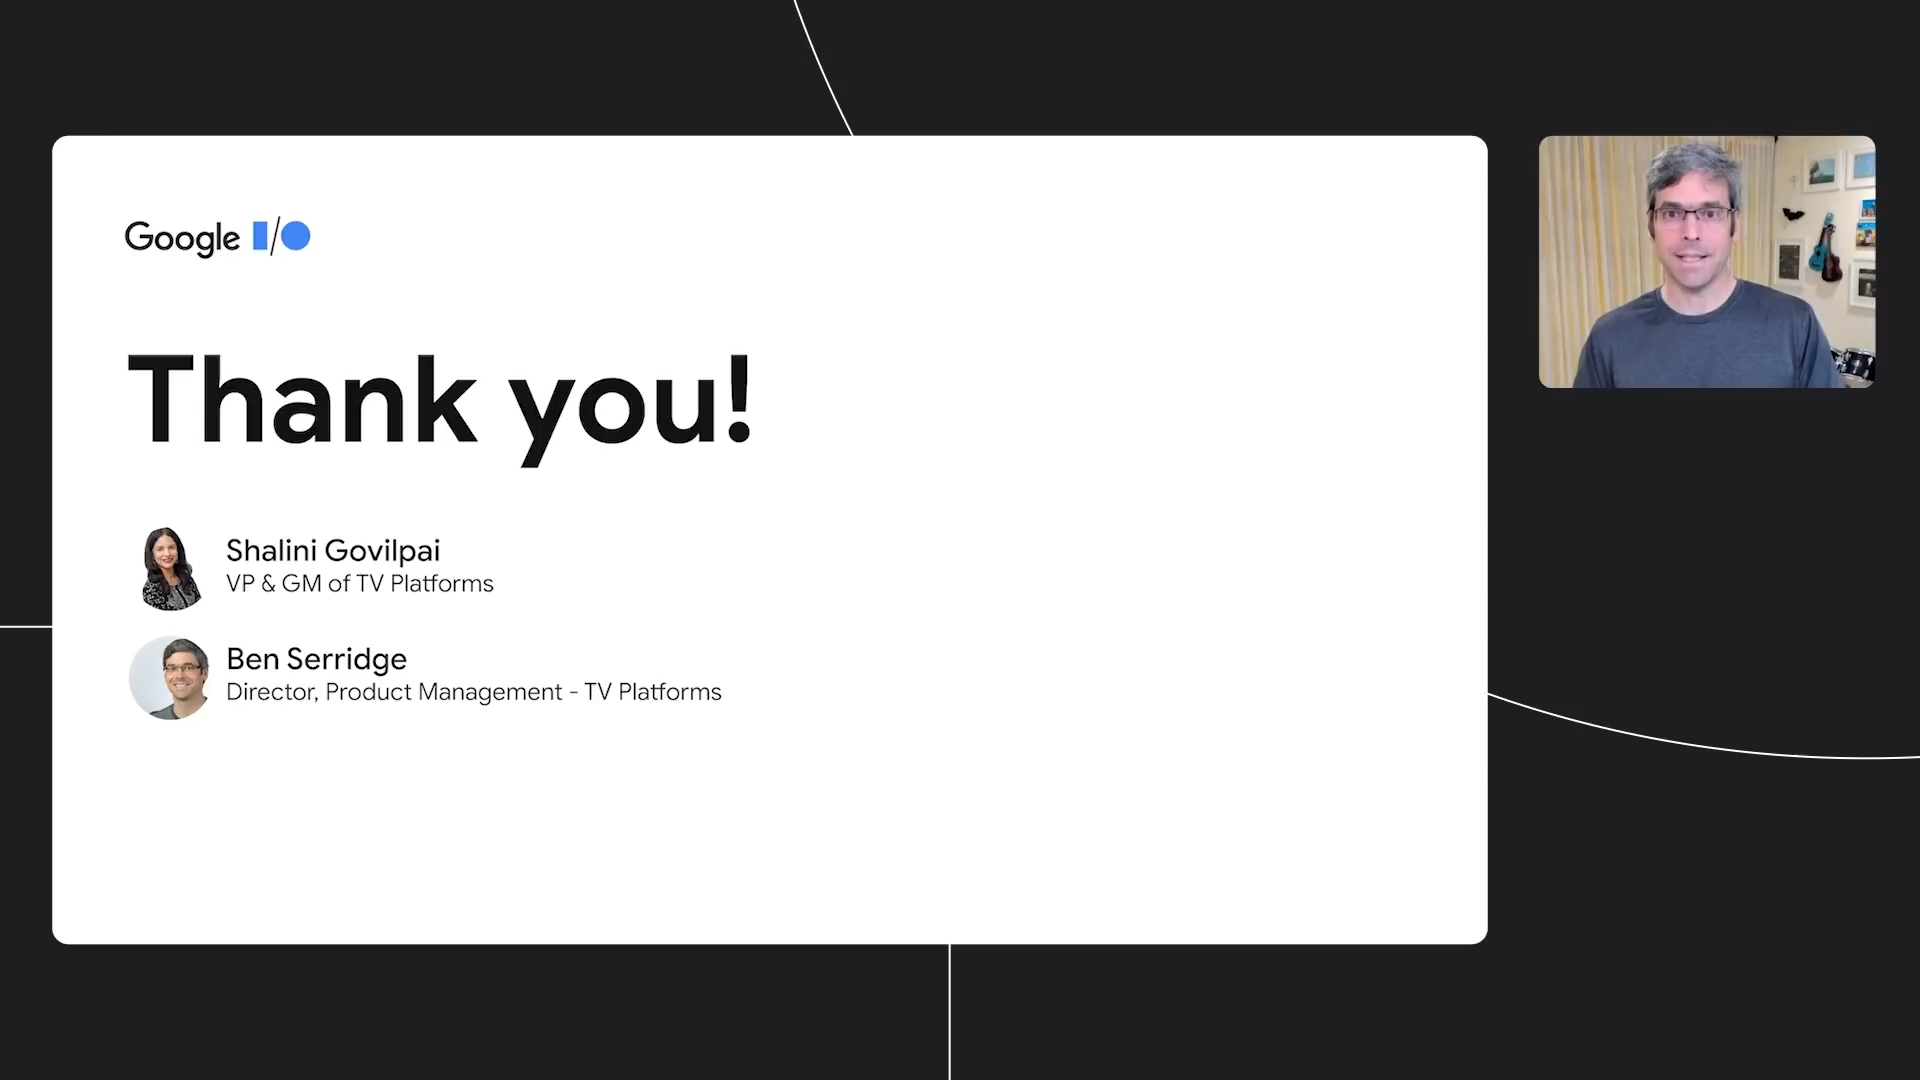 Google I/O
Thank you!
Shalini Govilpai
VP & GM of TV Platforms
Ben Serridge
Director, Product Management - TV Platforms